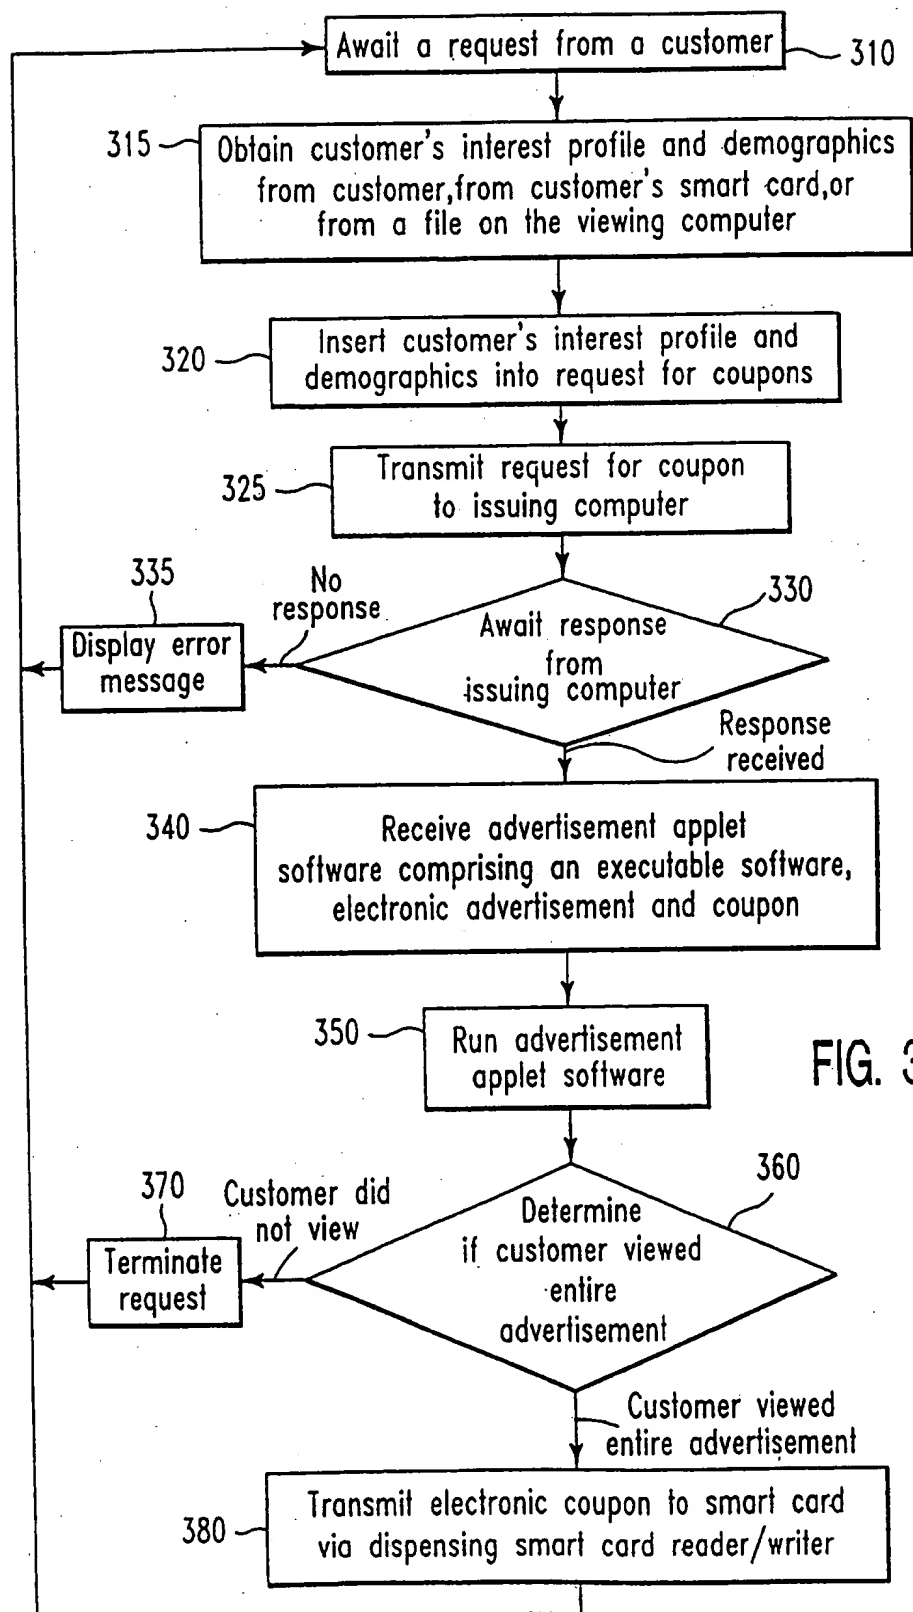 Await a request from a customer
310
315
Obtain customer's interest profile and demographics
from customer,from customer's smart card,or
from a file on the viewing computer
320
Insert customer's interest profile and
demographics into request for coupons
325
Transmit request for coupon
to issuing computer
335
No
response
330
Display error
message
Await response
from
issuing computer
Response
received
340
Receive advertisement applet
software comprising an executable software,
electronic advertisement and coupon
350
Run advertisement
applet software
FIG. 3
370
Customer did
not view
360
Terminate
request
Determine
if customer viewed
entire
advertisement
Customer viewed
entire advertisement
380
Transmit electronic coupon to smart card
via dispensing smart card reader/writer